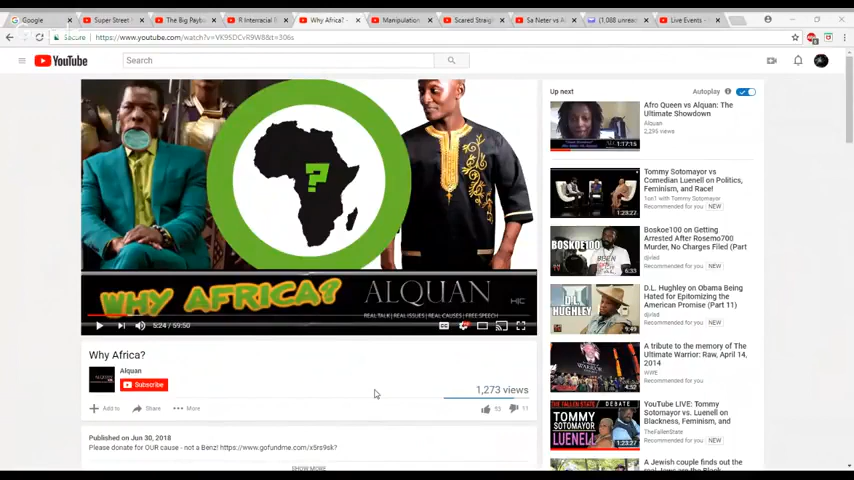 Google
Super Street
The Big Payb
R Interracial B
Why Africa? -
Manipulation
Scared Straig
Sa Neter vs A
(1,088 unread
Live Events -
Secure
https://www.youtube.com/watch?v=VK95DCvR9W8&t=306s
YouTube
Search
?
WHY AFRICA?
ALQUAN
REAL TALK | REAL ISSUES | REAL CAUSES | FREE SPEECH
5:24 / 59:50
Why Africa?
Alquan
Subscribe
1,273 views
Add to
Share
More
53
11
Published on Jun 30, 2018
Please donate for OUR cause - not a Benz! https://www.gofundme.com/x5rs9sk?
SHOW MORE
Up next
Autoplay
1:17:16
Afro Queen vs Alquan: The
Ultimate Showdown
Alquan
2,295 views
1:23:27
Tommy Sotomayor vs
Comedian Luenell on Politics,
Feminism, and Race!
1on1 with Tommy Sotomayor
Recommended for you
NEW
BOSKOE100
6:33
Boskoe100 on Getting
Arrested After Rosemo700
Murder, No Charges Filed (Part
djvlad
Recommended for you
NEW
D.L.
HUGHLEY
9:49
D.L. Hughley on Obama Being
Hated for Epitomizing the
American Promise (Part 11)
djvlad
Recommended for you
NEW
WARRIOR
4:52
A tribute to the memory of The
Ultimate Warrior: Raw, April 14,
2014
WWE
Recommended for you
THE FALLEN STATE
DEBATE
TOMMY
SOTOMAYOR
LUENELL
1:23:27
YouTube LIVE: Tommy
Sotomayor vs. Luenell on
Blackness, Feminism, and
TheFallenState
Recommended for you
NEW
A Jewish couple finds out the